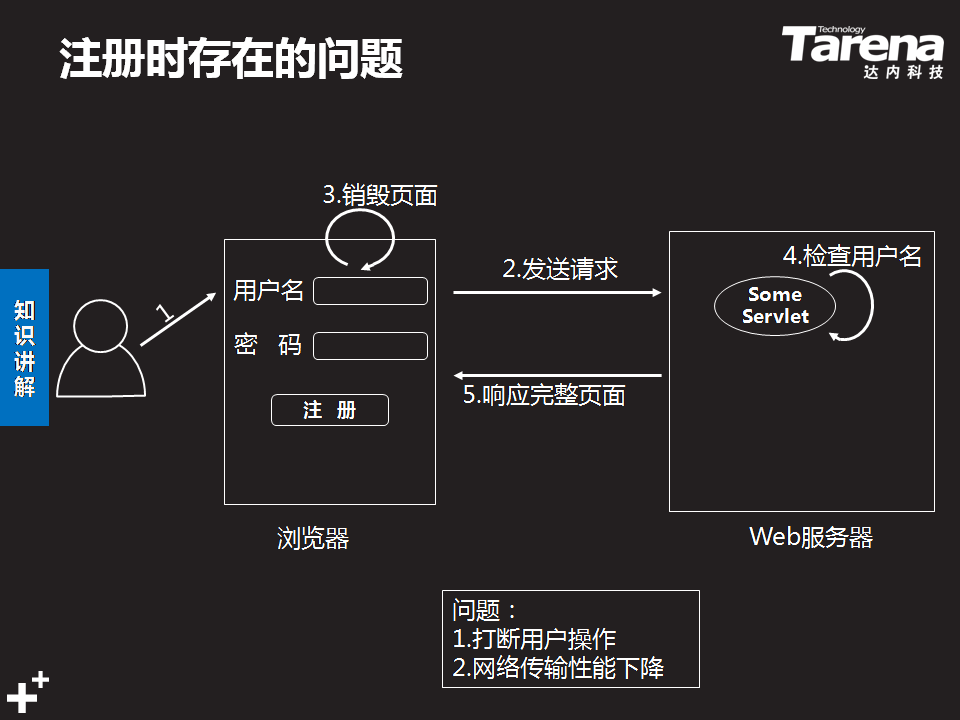 注册时存在的问题
Technology
Tarena
达内科技
知识讲解
1
3.销毁页面
用户名
密 码
注 册
浏览器
2.发送请求
5.响应完整页面
4.检查用户名
Some
Servlet
Web服务器
问题：
1.打断用户操作
2.网络传输性能下降